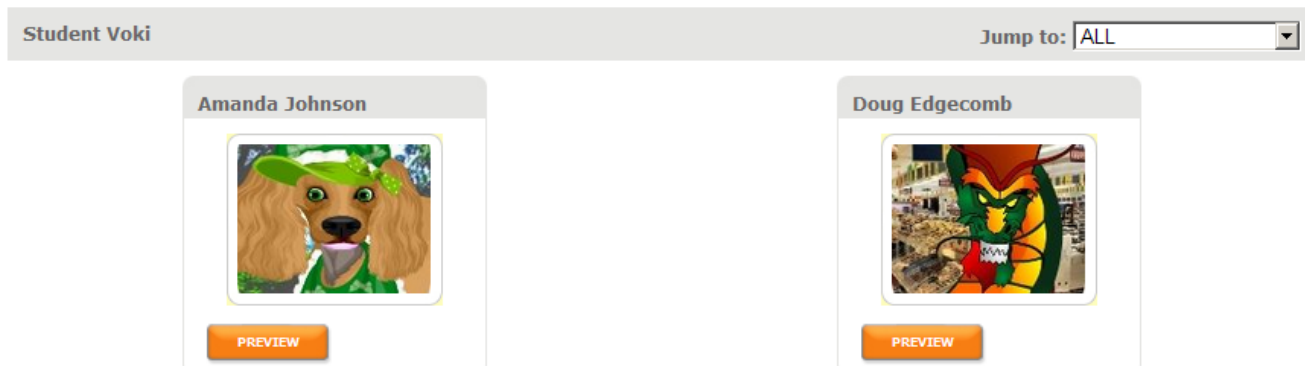 Student Voki
Jump to: ALL
Amanda Johnson
Doug Edgecomb
PREVIEW
PREVIEW